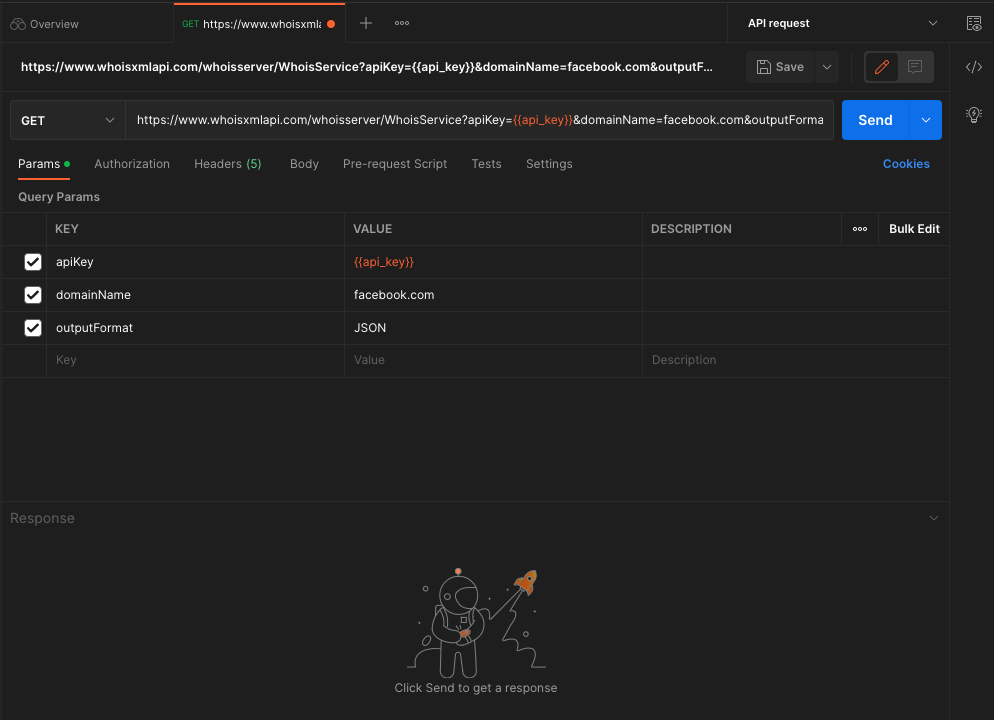 Overview
GET https://www.whoisxmla
API request
https://www.whoisxmlapi.com/whoisserver/WhoisService?apiKey={{api_key}}&domainName=facebook.com&outputF...
Save
GET
https://www.whoisxmlapi.com/whoisserver/WhoisService?apiKey={{api_key}}&domainName=facebook.com&outputForma
Send
Params Authorization Headers (5) Body Pre-request Script Tests Settings Cookies
Query Params
KEY VALUE DESCRIPTION Bulk Edit
apiKey {{api_key}}
domainName facebook.com
outputFormat JSON
Key Value Description
Response
Click Send to get a response